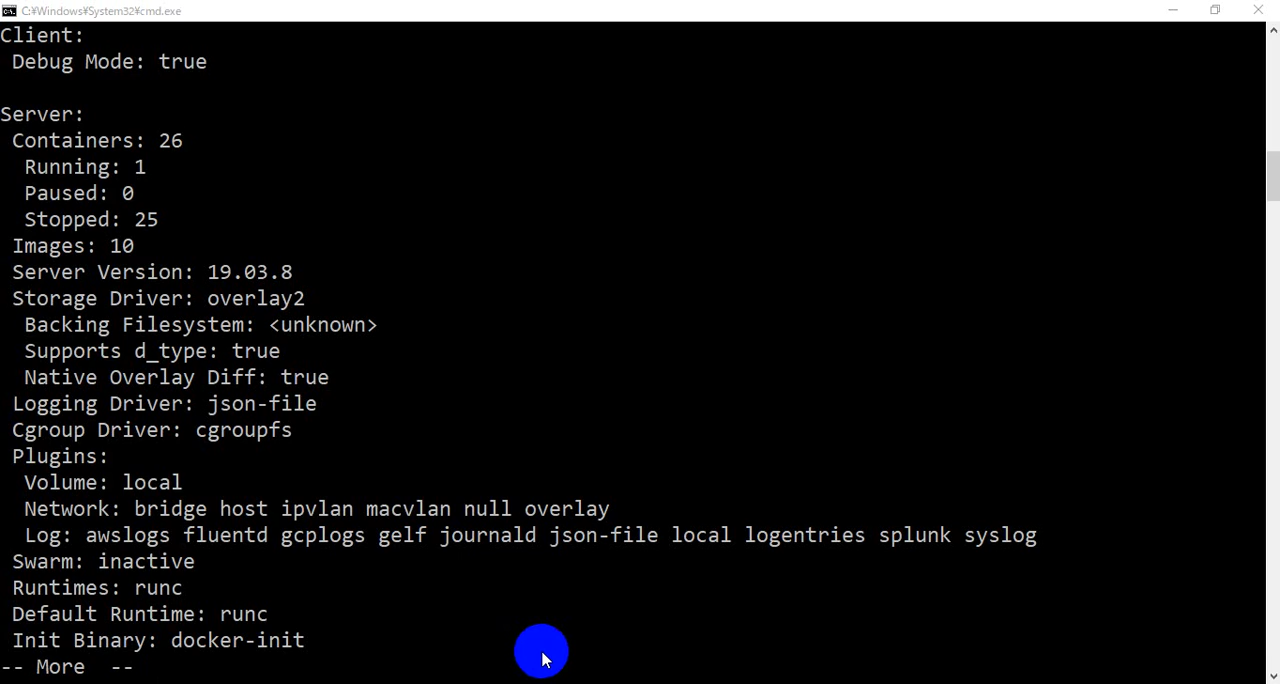 C:¥Windows¥System32¥cmd.exe
Client:
 Debug Mode: true

Server:
 Containers: 26
  Running: 1
  Paused: 0
  Stopped: 25
 Images: 10
 Server Version: 19.03.8
 Storage Driver: overlay2
  Backing Filesystem: <unknown>
  Supports d_type: true
  Native Overlay Diff: true
 Logging Driver: json-file
 Cgroup Driver: cgroupfs
 Plugins:
  Volume: local
  Network: bridge host ipvlan macvlan null overlay
  Log: awslogs fluentd gcplogs gelf journald json-file local logentries splunk syslog
 Swarm: inactive
 Runtimes: runc
 Default Runtime: runc
 Init Binary: docker-init
-- More  --